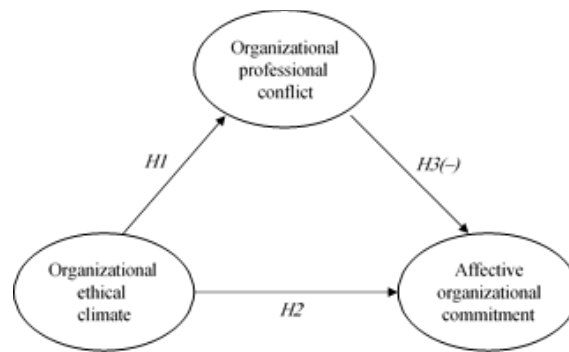 Organizational
professional
conflict
H1
H3(–)
Organizational
ethical
climate
H2
Affective
organizational
commitment